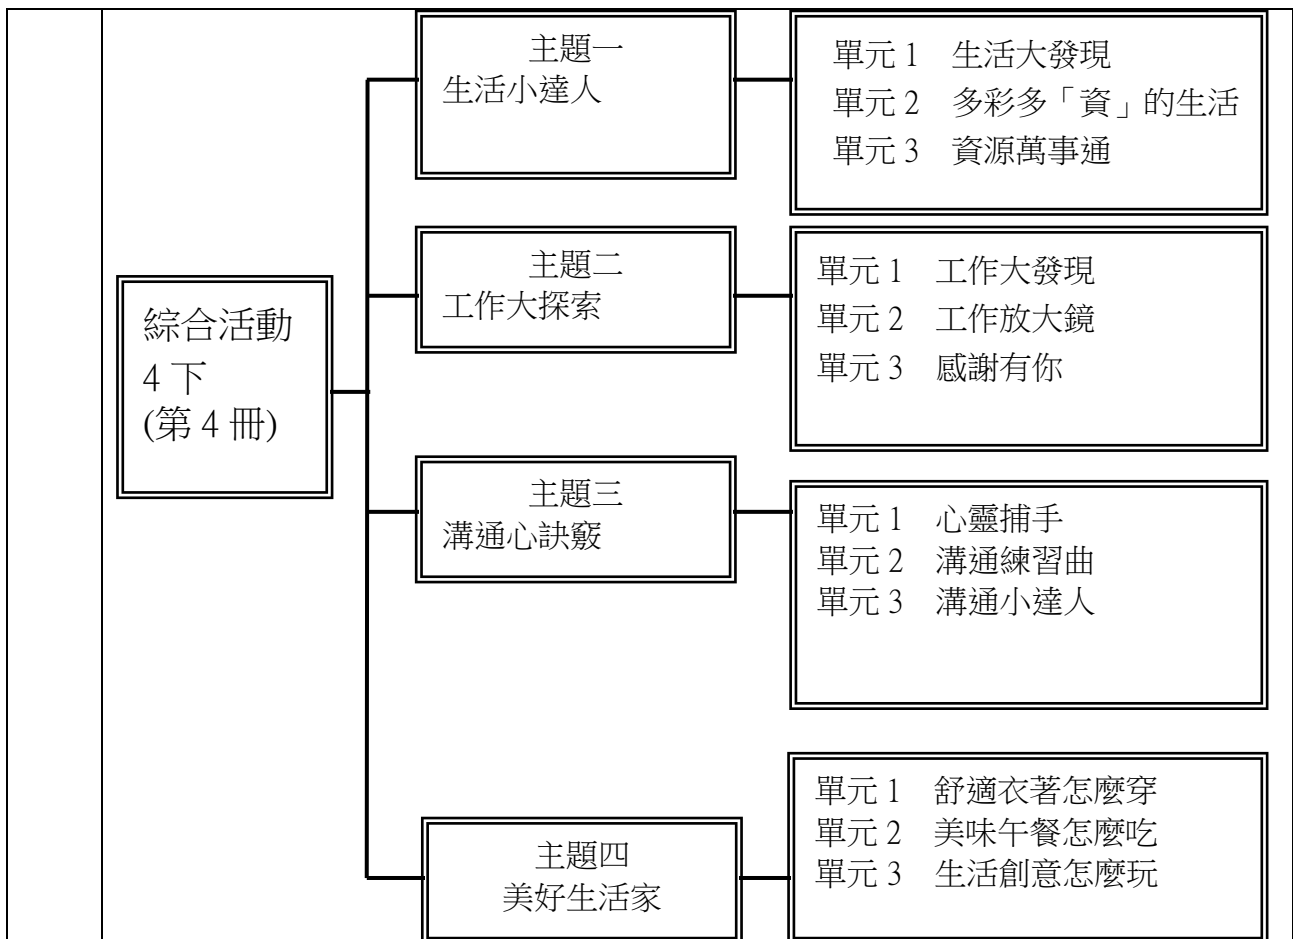 綜合活動
4 下
(第 4 冊)
主題一
生活小達人
單元 1 生活大發現
單元 2 多彩多「資」的生活
單元 3 資源萬事通
主題二
工作大探索
單元 1 工作大發現
單元 2 工作放大鏡
單元 3 感謝有你
主題三
溝通心訣竅
單元 1 心靈捕手
單元 2 溝通練習曲
單元 3 溝通小達人
主題四
美好生活家
單元 1 舒適衣著怎麼穿
單元 2 美味午餐怎麼吃
單元 3 生活創意怎麼玩